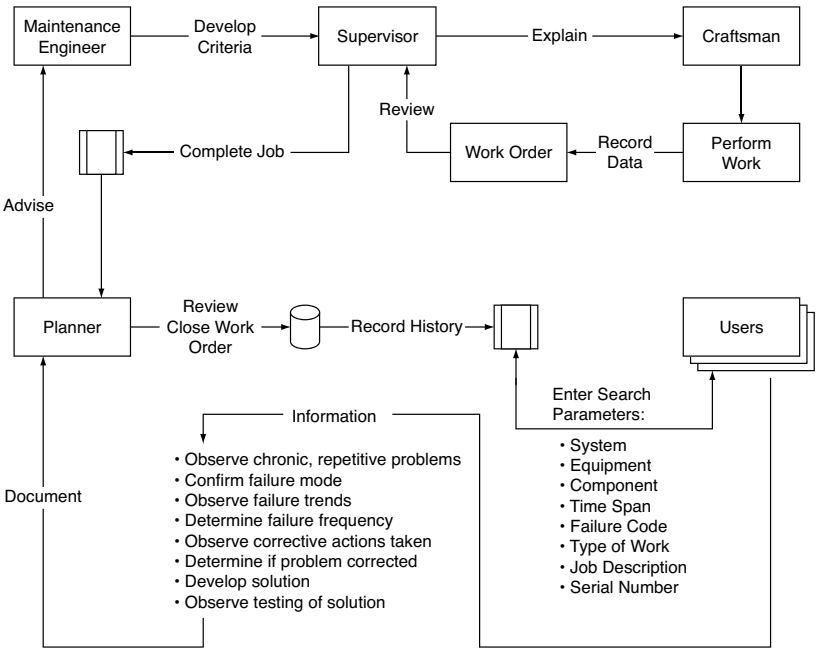 Maintenance
Engineer
Develop
Criteria
Supervisor
Explain
Craftsman
Review
Complete Job
Work Order
Record
Data
Perform
Work
Advise
Planner
Review
Close Work
Order
Record History
Users
Enter Search
Parameters:
• System
• Equipment
• Component
• Time Span
• Failure Code
• Type of Work
• Job Description
• Serial Number
Information
• Observe chronic, repetitive problems
• Confirm failure mode
• Observe failure trends
• Determine failure frequency
• Observe corrective actions taken
• Determine if problem corrected
• Develop solution
• Observe testing of solution
Document